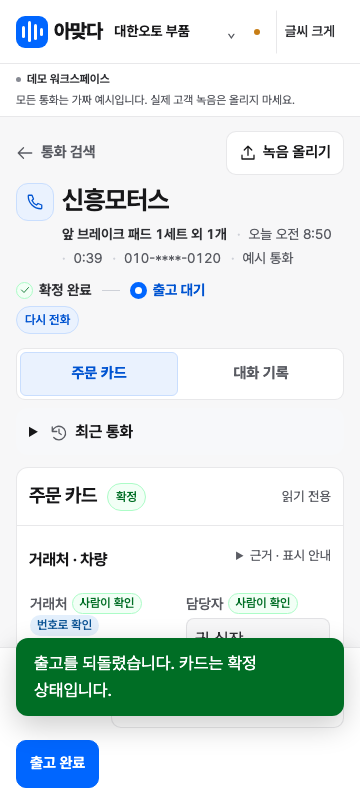 아맞다 대한오토 부품 글씨 크게
데모 워크스페이스
모든 통화는 가짜 예시입니다. 실제 고객 녹음은 올리지 마세요.
← 통화 검색 녹음 올리기
신흥모터스
앞 브레이크 패드 1세트 외 1개 · 오늘 오전 8:50
· 0:39 · 010-****-0120 · 예시 통화
확정 완료 출고 대기
다시 전화
주문 카드 대화 기록
▶ 최근 통화
주문 카드 확정 읽기 전용
거래처 · 차량 ▶ 근거 · 표시 안내
거래처 사람이 확인 담당자 사람이 확인
번호로 확인
출고를 되돌렸습니다. 카드는 확정
상태입니다.
출고 완료